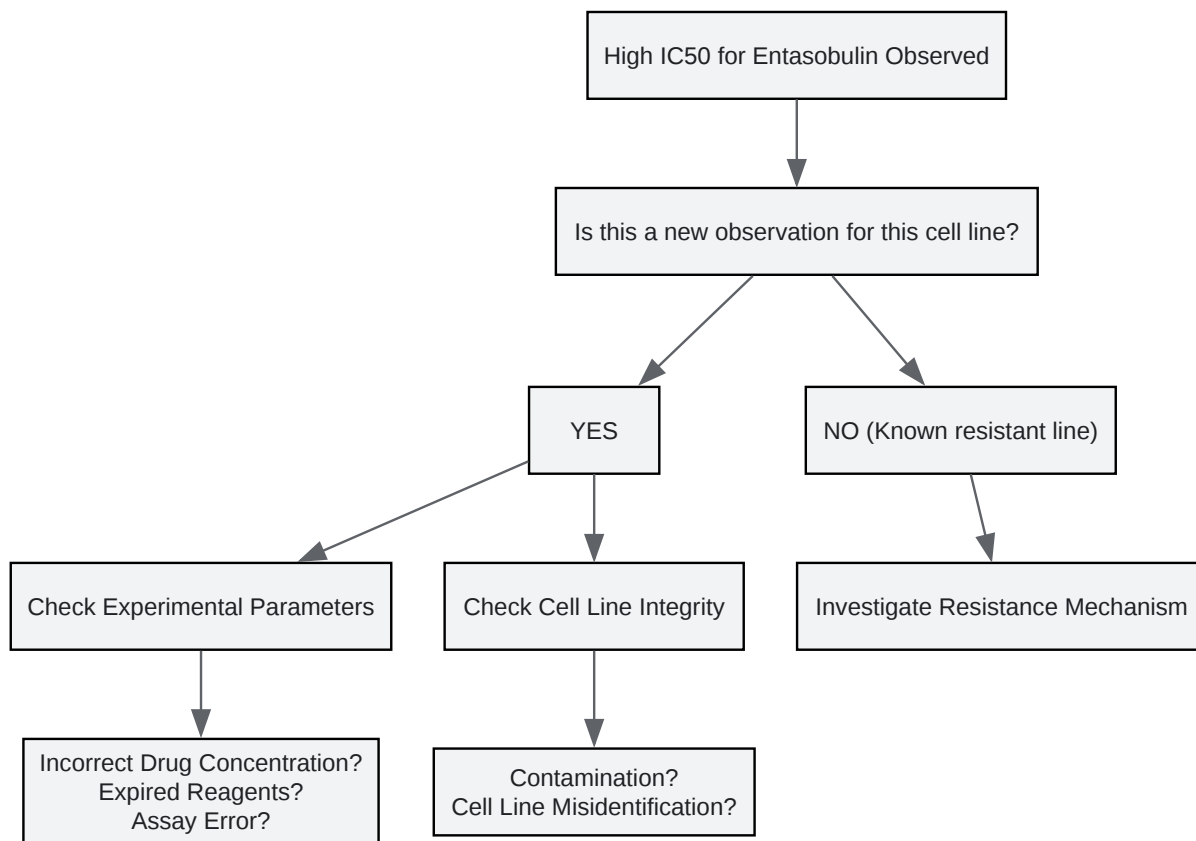 High IC50 for Entasobulin Observed
Is this a new observation for this cell line?
YES
NO (Known resistant line)
Check Experimental Parameters
Check Cell Line Integrity
Investigate Resistance Mechanism
Incorrect Drug Concentration?
Expired Reagents?
Assay Error?
Contamination?
Cell Line Misidentification?